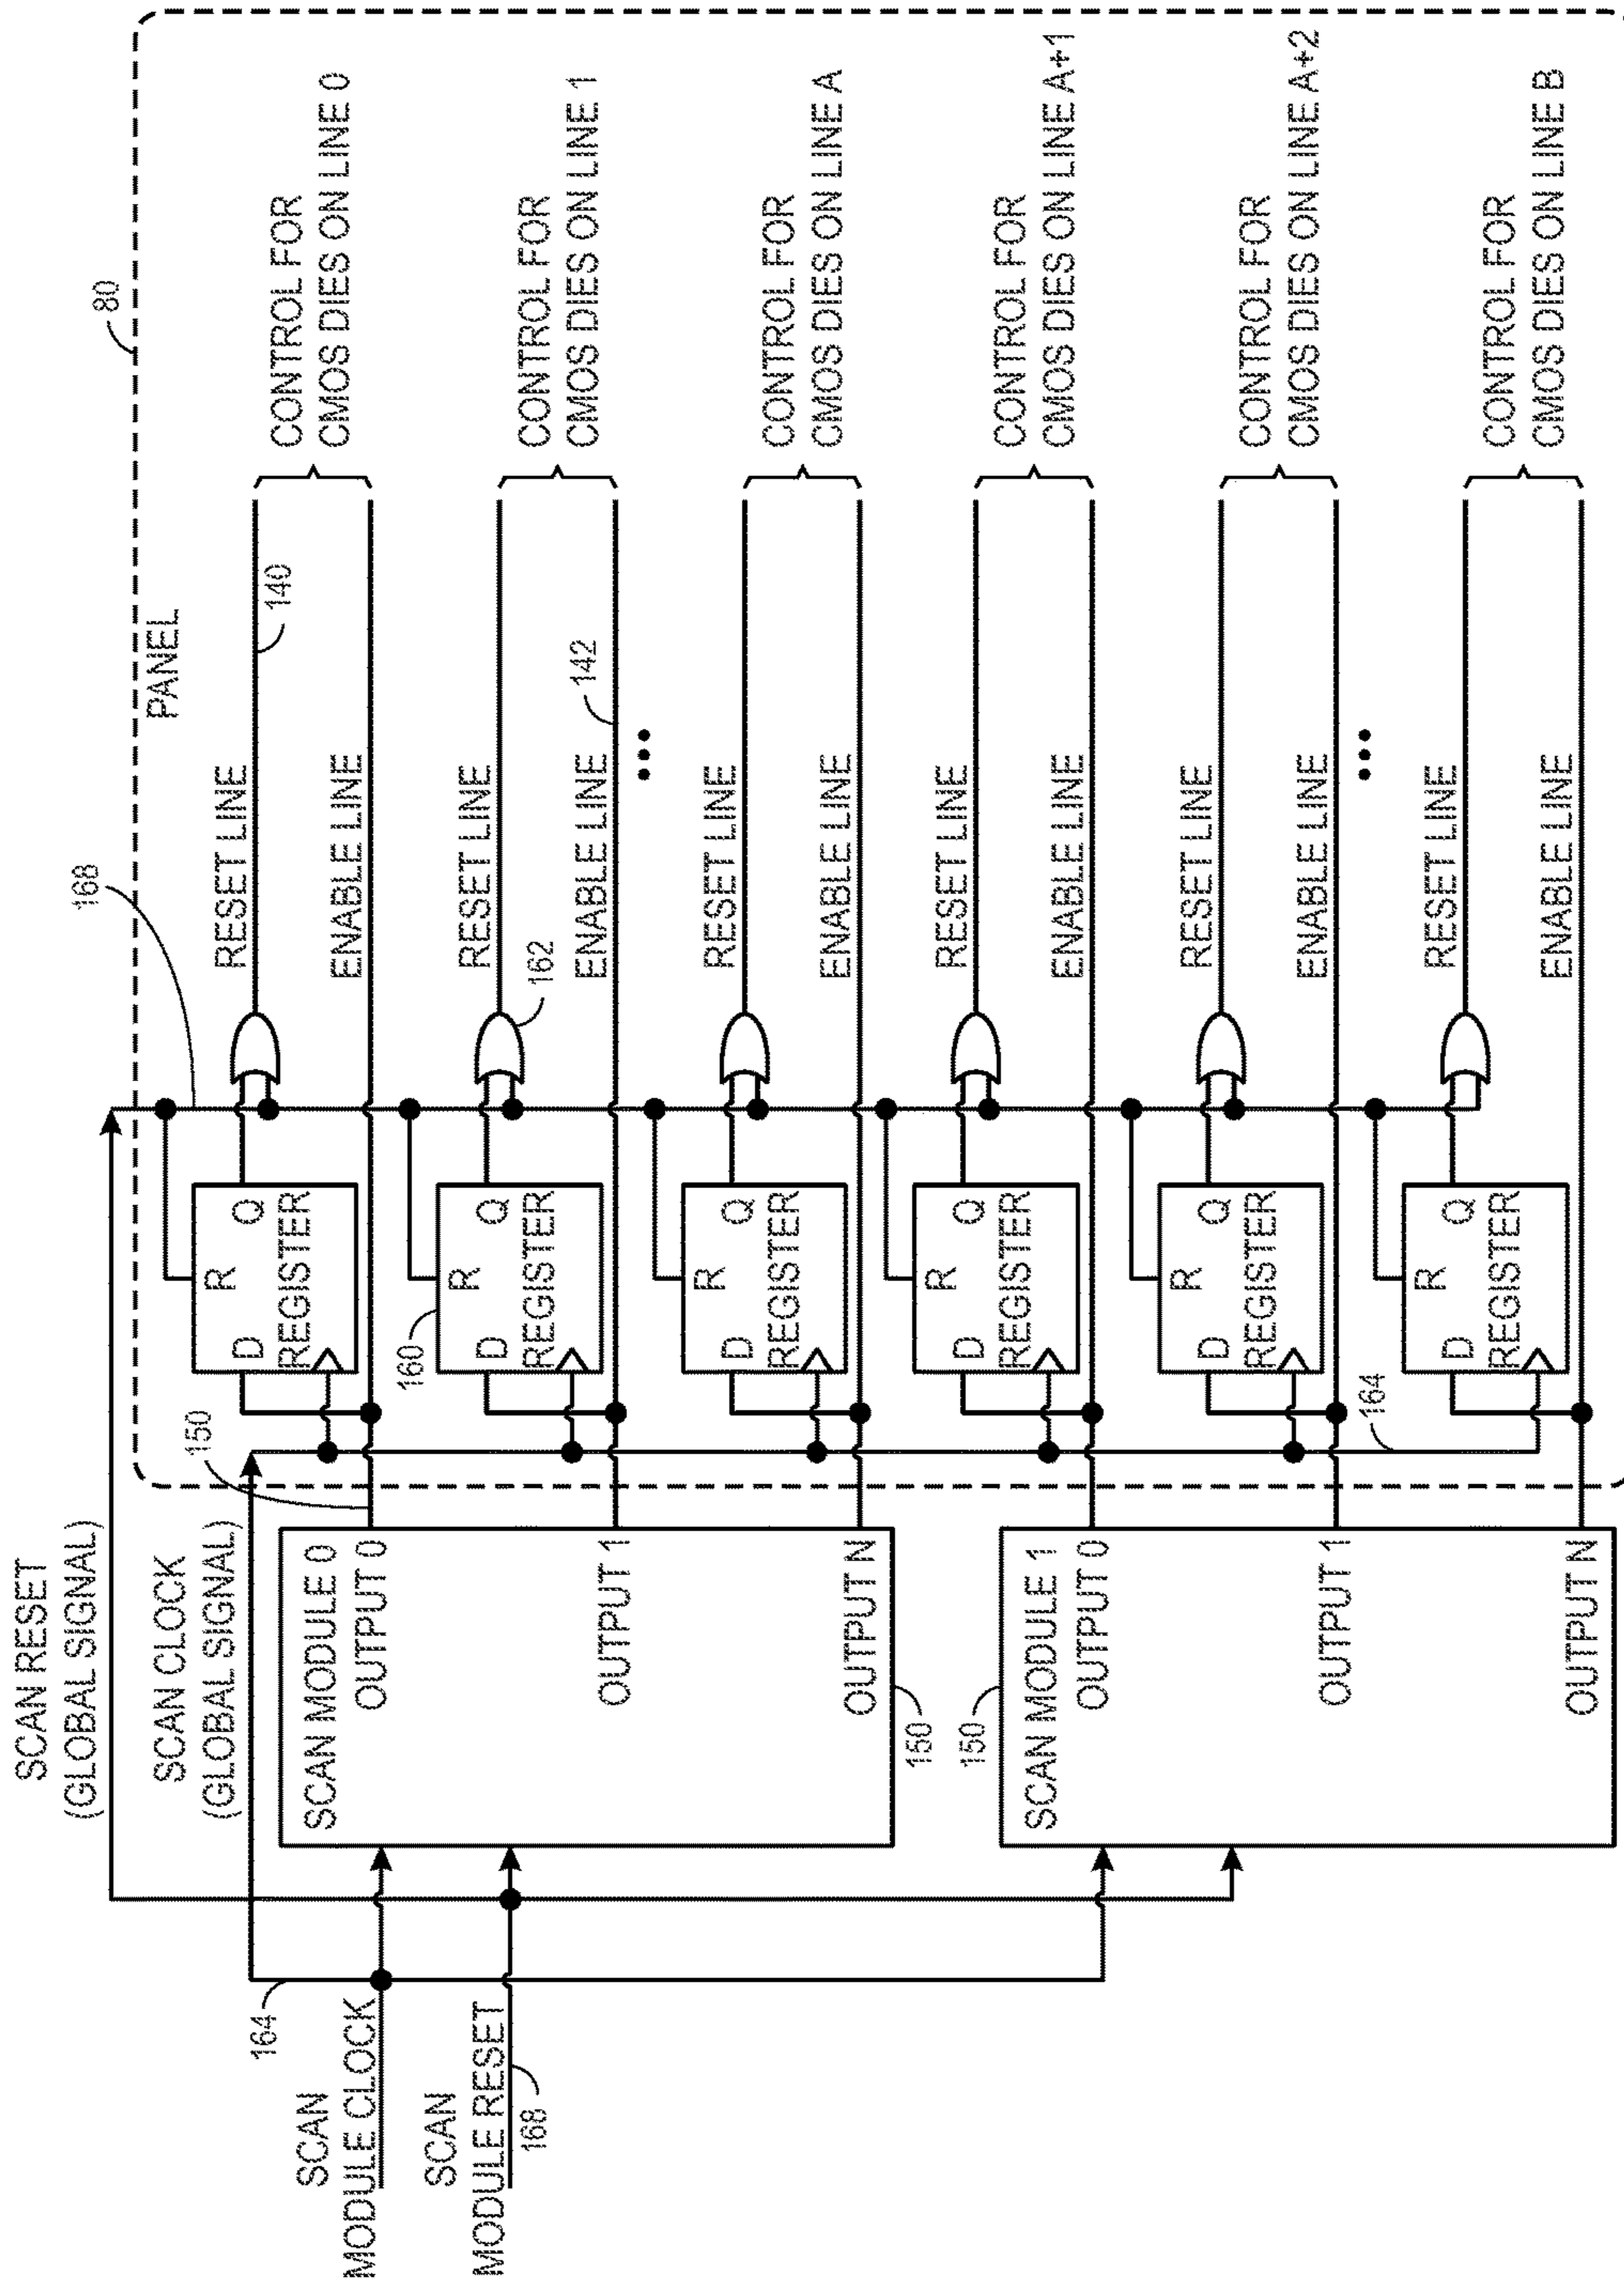 SCAN RESET
(GLOBAL SIGNAL)
SCAN CLOCK
(GLOBAL SIGNAL)
164
SCAN
MODULE CLOCK
SCAN
MODULE RESET
168
SCAN MODULE 0
OUTPUT 0
OUTPUT 1
OUTPUT N
150
150
SCAN MODULE 1
OUTPUT 0
OUTPUT 1
OUTPUT N
150
168
80
PANEL
D
R
Q
REGISTER
RESET LINE
140
ENABLE LINE
CONTROL FOR
CMOS DIES ON LINE 0
160
D
R
Q
REGISTER
162
RESET LINE
ENABLE LINE
142
CONTROL FOR
CMOS DIES ON LINE 1
D
R
Q
REGISTER
RESET LINE
ENABLE LINE
CONTROL FOR
CMOS DIES ON LINE A
D
R
Q
REGISTER
RESET LINE
ENABLE LINE
CONTROL FOR
CMOS DIES ON LINE A+1
D
R
Q
REGISTER
RESET LINE
ENABLE LINE
CONTROL FOR
CMOS DIES ON LINE A+2
164
D
R
Q
REGISTER
RESET LINE
ENABLE LINE
CONTROL FOR
CMOS DIES ON LINE B